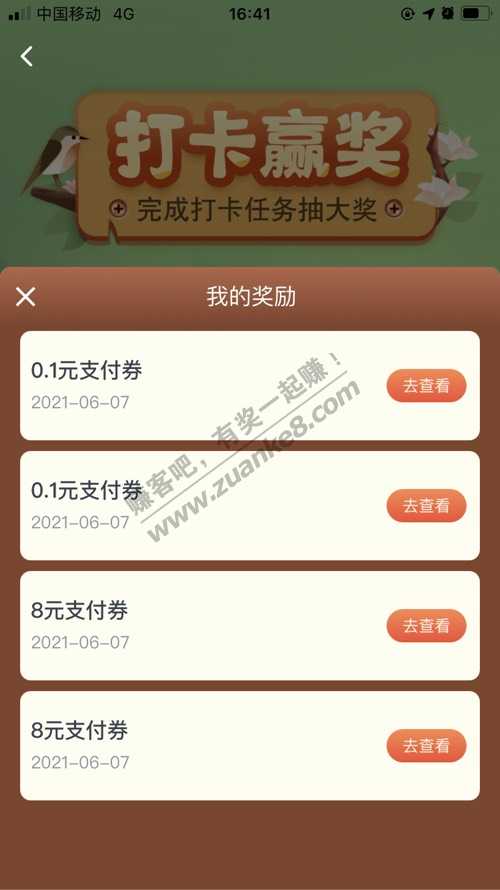 中国移动 4G 16:41
打卡赢奖
完成打卡任务抽大奖
我的奖励
0.1元支付券
2021-06-07
去查看
0.1元支付券
2021-06-07
去查看
8元支付券
2021-06-07
去查看
8元支付券
2021-06-07
去查看
赚客吧，有奖一起赚！
www.zuanke8.com